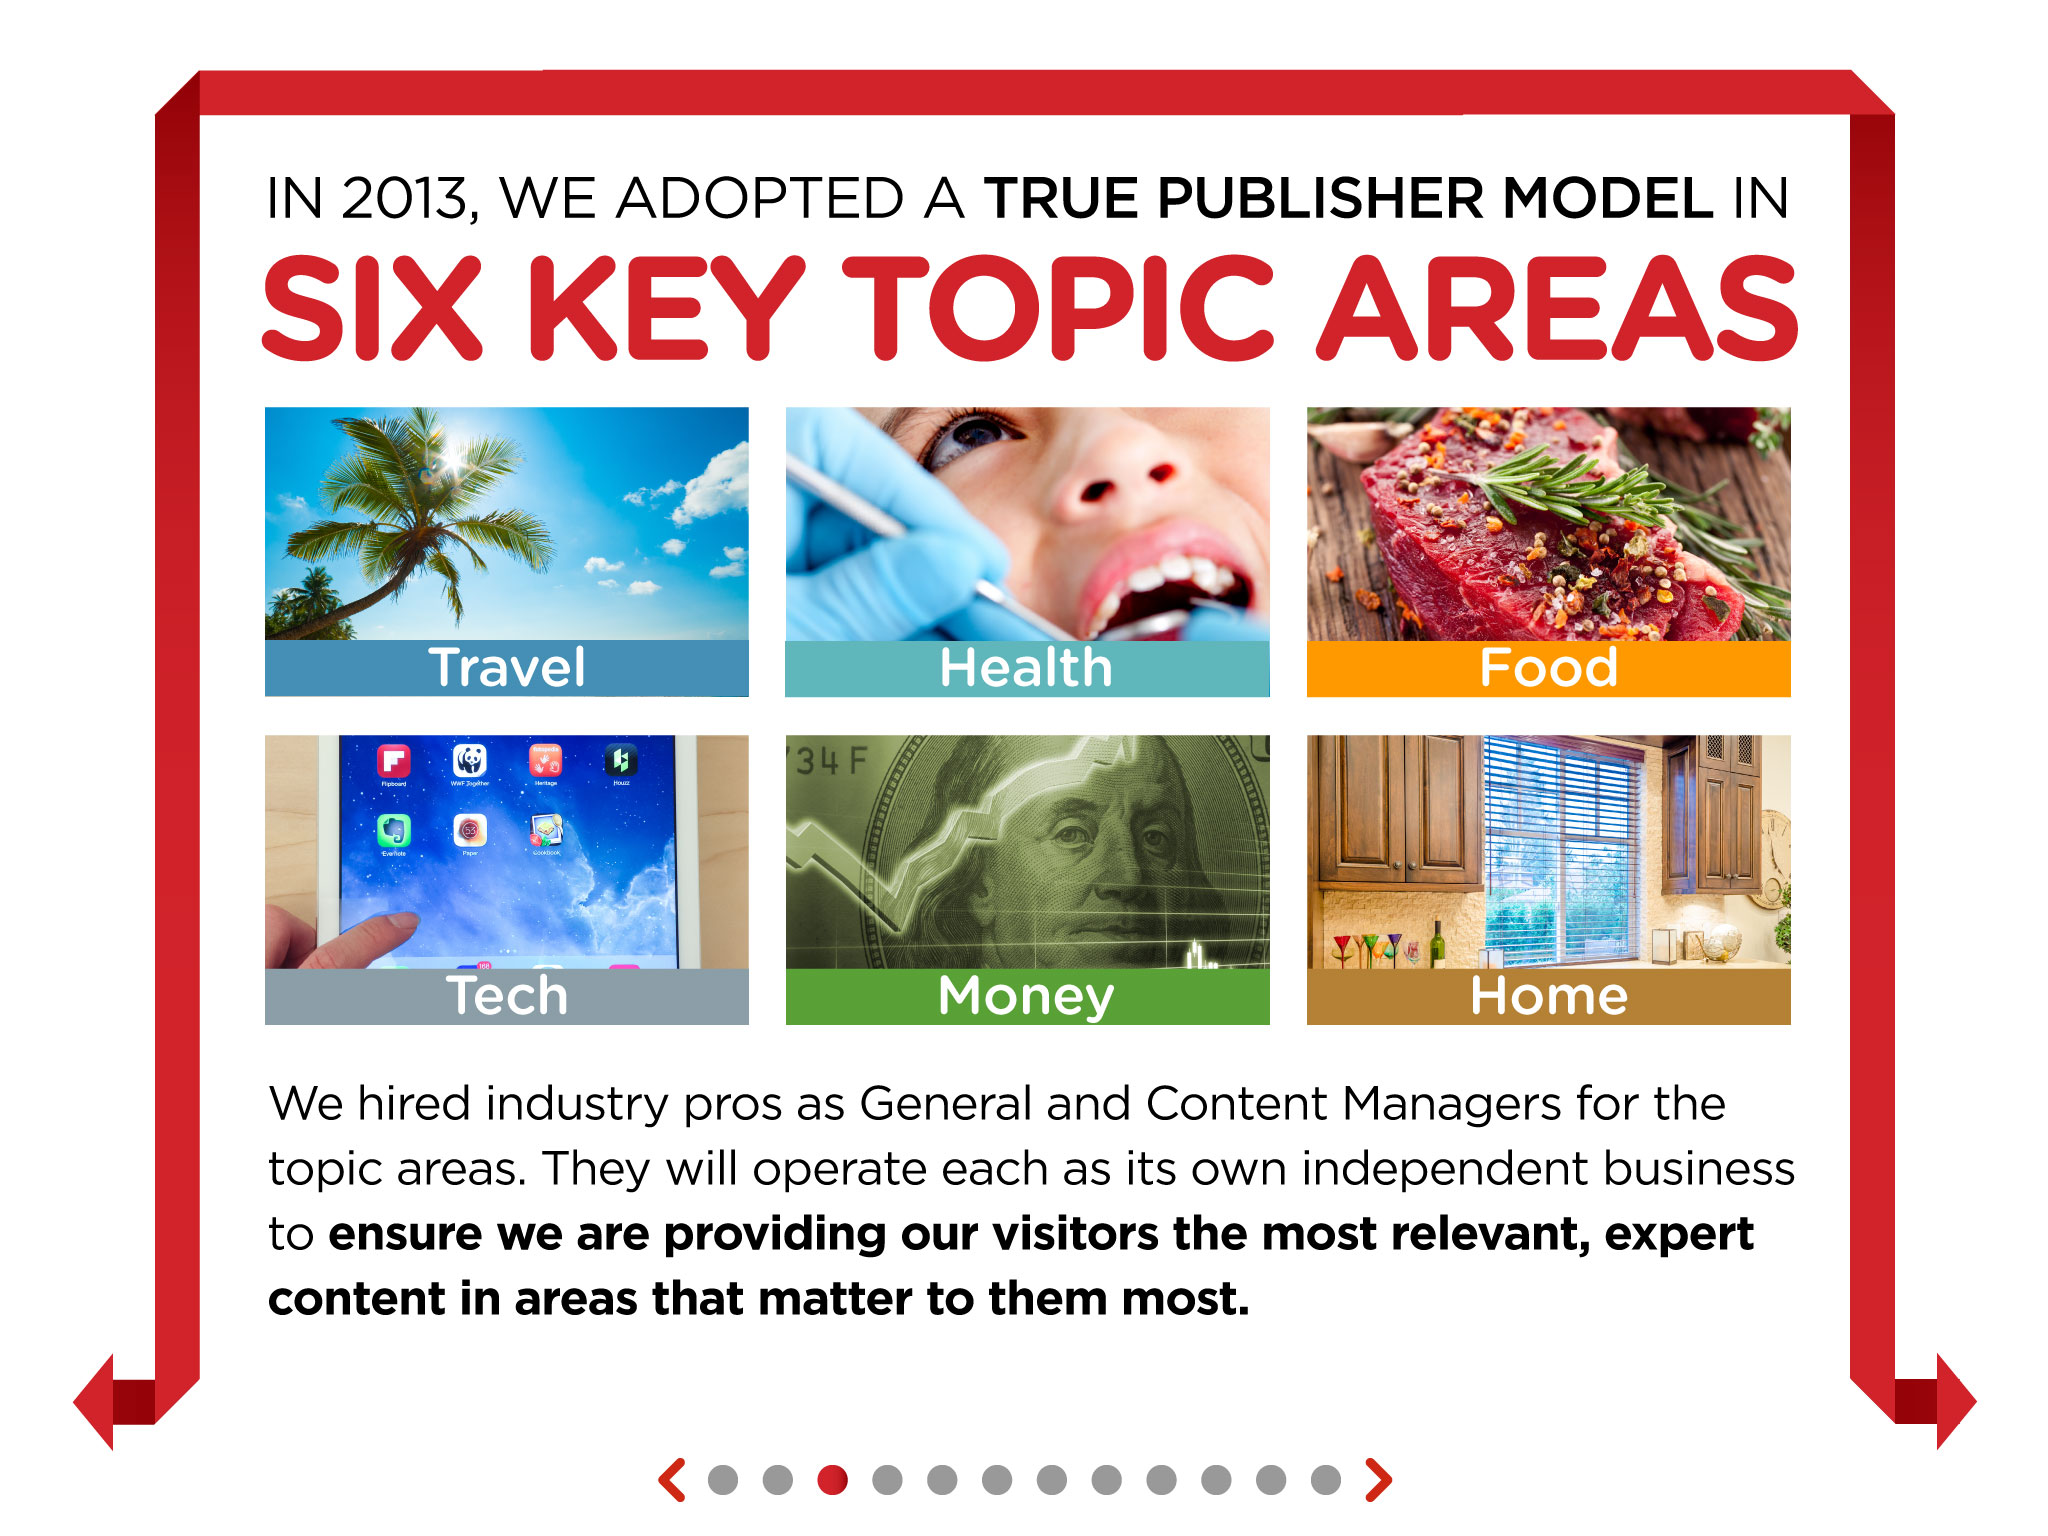 IN 2013, WE ADOPTED A TRUE PUBLISHER MODEL IN
SIX KEY TOPIC AREAS
Travel
Health
Food
Flipboard
WWF Together
Heritage
Houzz
Evernote
Paper
Cookbook
53
168
Tech
734 F
Money
Home
We hired industry pros as General and Content Managers for the
topic areas. They will operate each as its own independent business
to ensure we are providing our visitors the most relevant, expert
content in areas that matter to them most.